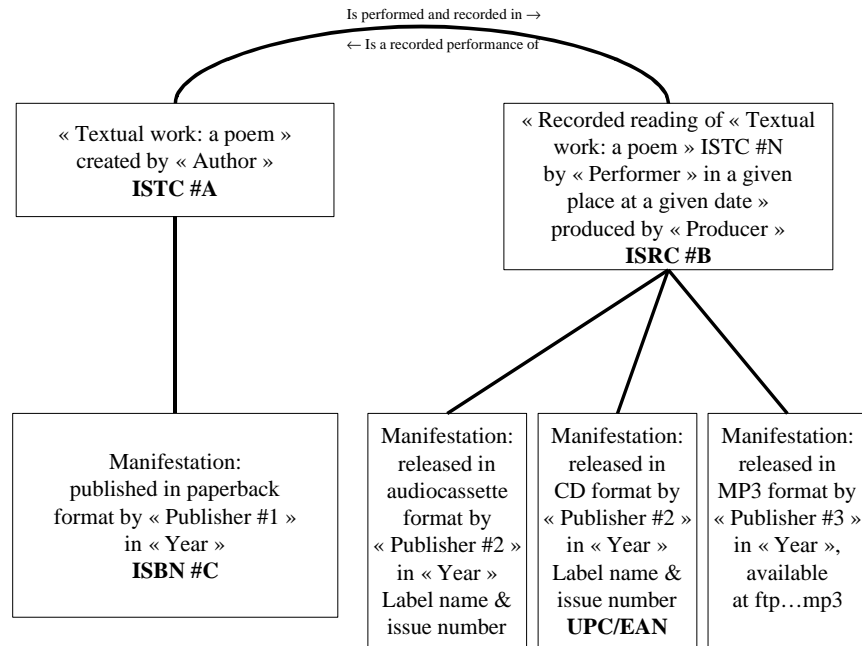 Is performed and recorded in →
← Is a recorded performance of
« Textual work: a poem »
created by « Author »
ISTC #A
« Recorded reading of « Textual
work: a poem » ISTC #N
by « Performer » in a given
place at a given date »
produced by « Producer »
ISRC #B
Manifestation:
published in paperback
format by « Publisher #1 »
in « Year »
ISBN #C
Manifestation:
released in
audiocassette
format by
« Publisher #2 »
in « Year »
Label name &
issue number
Manifestation:
released in
CD format by
« Publisher #2 »
in « Year »
Label name &
issue number
UPC/EAN
Manifestation:
released in
MP3 format by
« Publisher #3 »
in « Year »,
available
at ftp…mp3